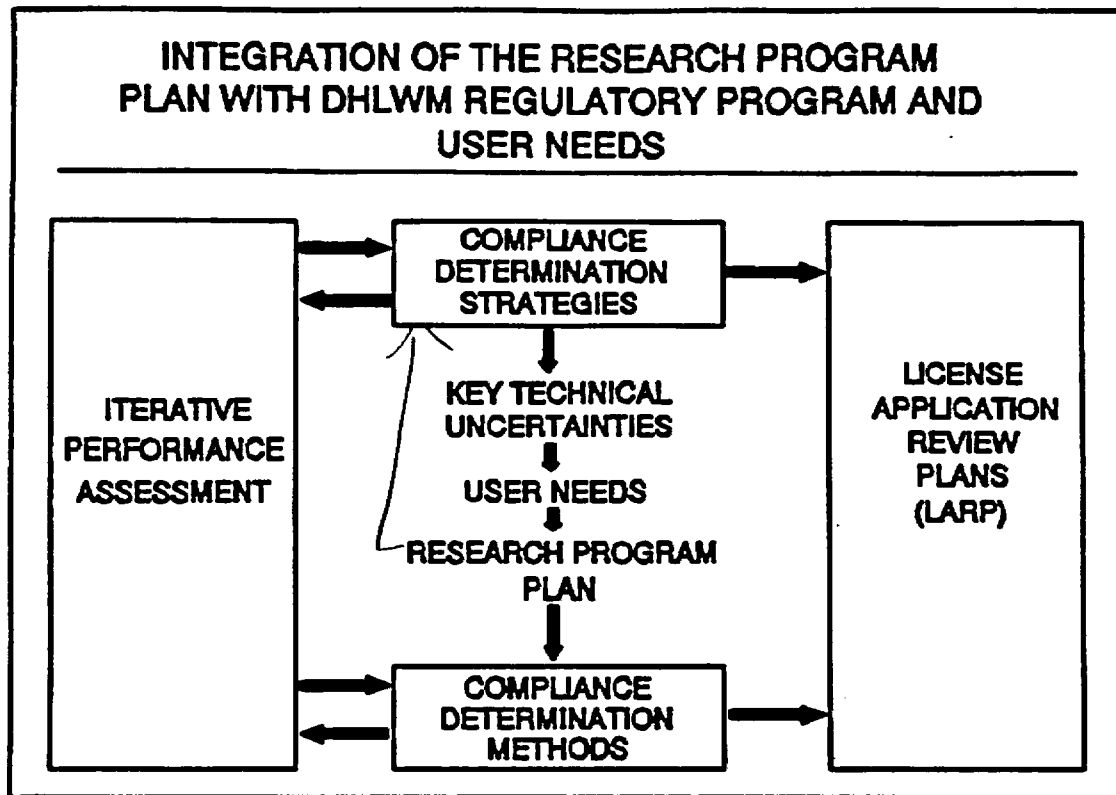 INTEGRATION OF THE RESEARCH PROGRAM
PLAN WITH DHLWM REGULATORY PROGRAM AND
USER NEEDS
ITERATIVE
PERFORMANCE
ASSESSMENT
COMPLIANCE
DETERMINATION
STRATEGIES
KEY TECHNICAL
UNCERTAINTIES
USER NEEDS
RESEARCH PROGRAM
PLAN
COMPLIANCE
DETERMINATION
METHODS
LICENSE
APPLICATION
REVIEW
PLANS
(LARP)